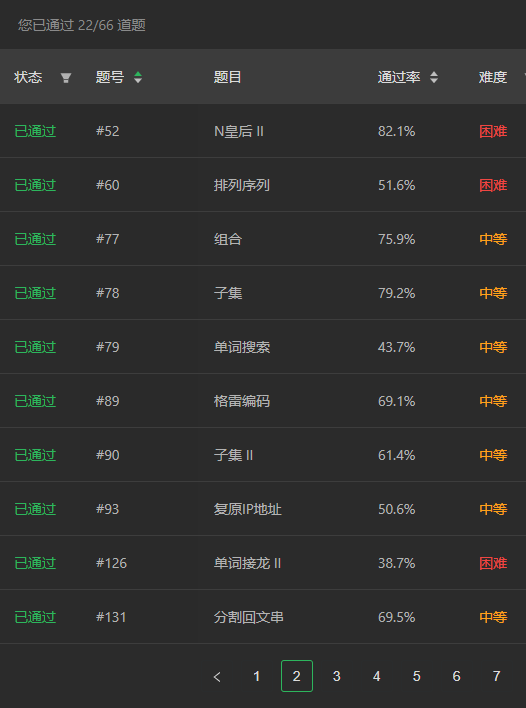 您已通过 22/66 道题
状态 题号 题目 通过率 难度
已通过 #52 N皇后 II 82.1% 困难
已通过 #60 排列序列 51.6% 困难
已通过 #77 组合 75.9% 中等
已通过 #78 子集 79.2% 中等
已通过 #79 单词搜索 43.7% 中等
已通过 #89 格雷编码 69.1% 中等
已通过 #90 子集 II 61.4% 中等
已通过 #93 复原IP地址 50.6% 中等
已通过 #126 单词接龙 II 38.7% 困难
已通过 #131 分割回文串 69.5% 中等
< 1 2 3 4 5 6 7